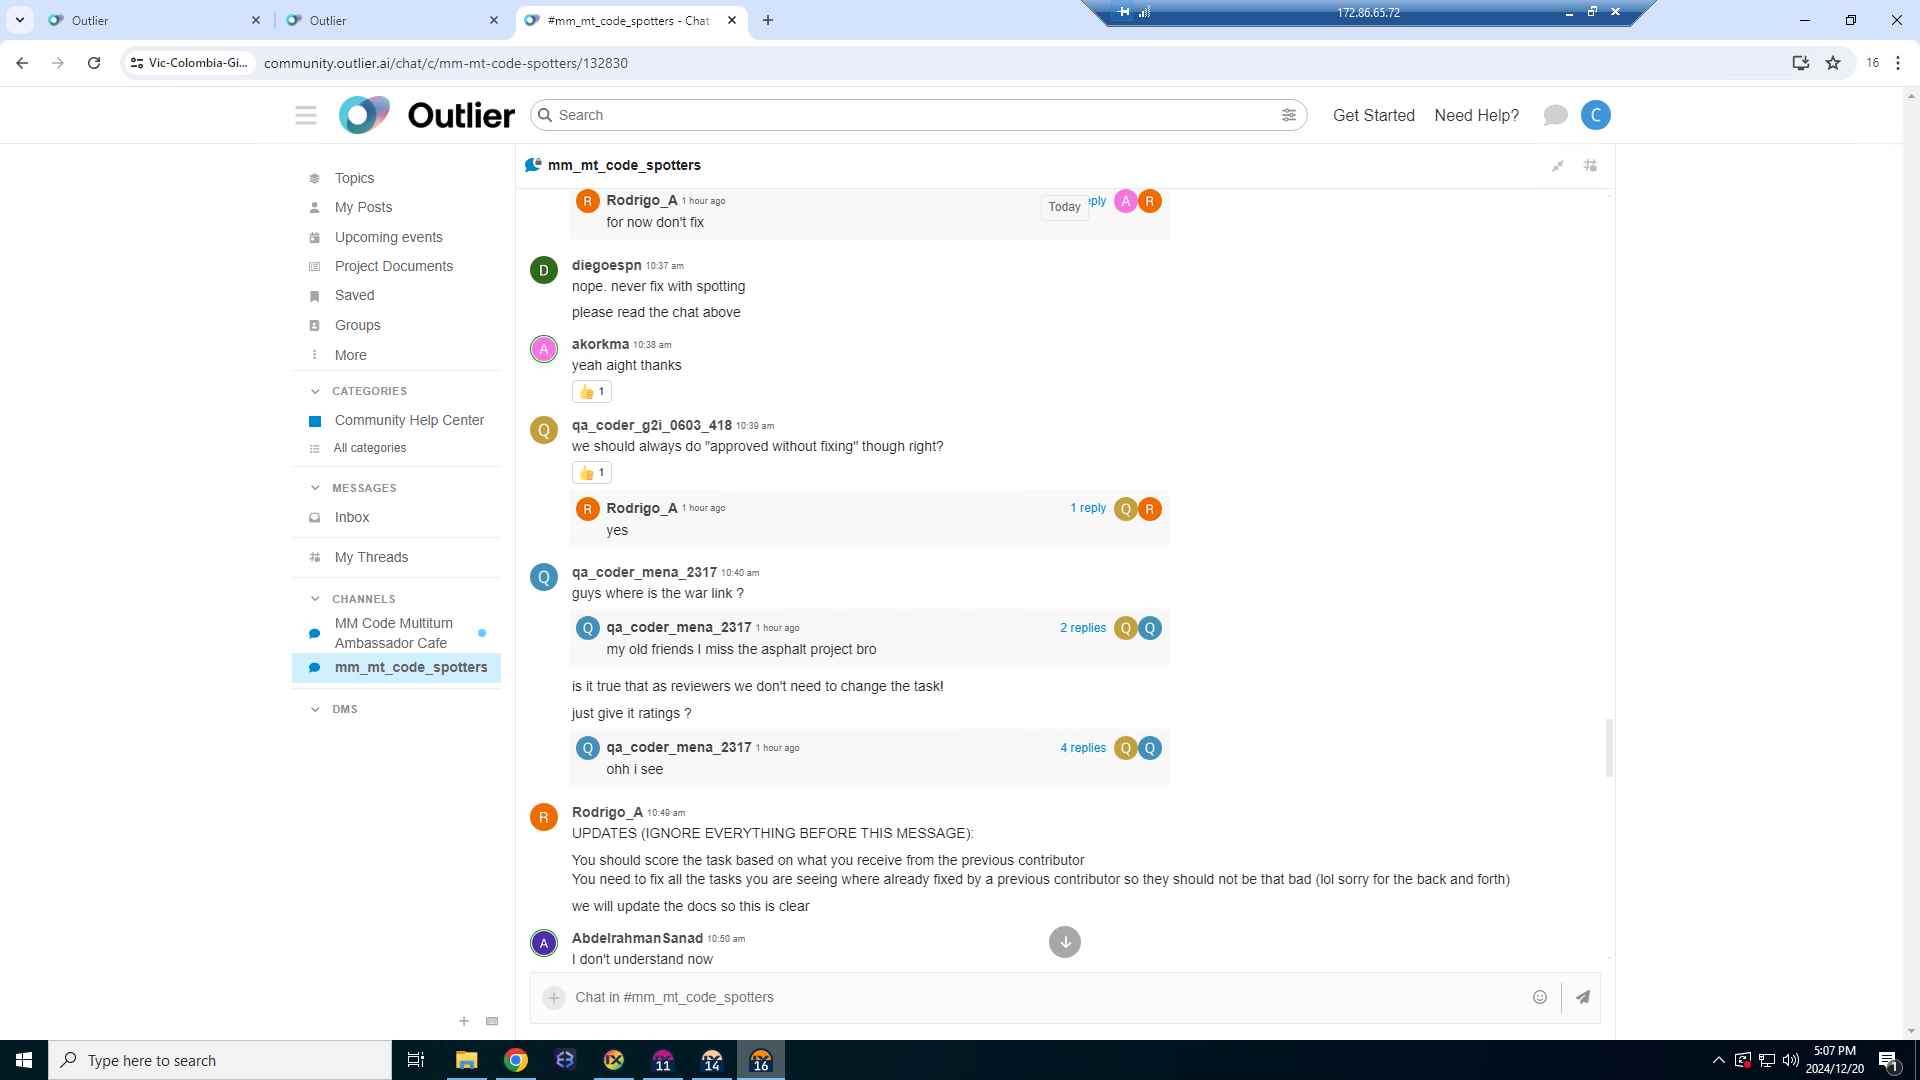 Outlier
Outlier
#mm_mt_code_spotters - Chat
172.86.65.72
Vic-Colombia-Gi...
community.outlier.ai/chat/c/mm-mt-code-spotters/132830
16
Outlier
Search
Get Started
Need Help?
C
Topics
My Posts
Upcoming events
Project Documents
Saved
Groups
More
CATEGORIES
Community Help Center
All categories
MESSAGES
Inbox
My Threads
CHANNELS
MM Code Multiturn
Ambassador Cafe
mm_mt_code_spotters
DMS
mm_mt_code_spotters
R Rodrigo_A 1 hour ago
Today
eply A R
for now don't fix
D diegoespn 10:37 am
nope. never fix with spotting
please read the chat above
A akorkma 10:38 am
yeah aight thanks
1
Q qa_coder_g2i_0603_418 10:39 am
we should always do "approved without fixing" though right?
1
R Rodrigo_A 1 hour ago 1 reply Q R
yes
Q qa_coder_mena_2317 10:40 am
guys where is the war link ?
Q qa_coder_mena_2317 1 hour ago 2 replies Q Q
my old friends I miss the asphalt project bro
is it true that as reviewers we don't need to change the task!
just give it ratings ?
Q qa_coder_mena_2317 1 hour ago 4 replies Q Q
ohh i see
R Rodrigo_A 10:49 am
UPDATES (IGNORE EVERYTHING BEFORE THIS MESSAGE):
You should score the task based on what you receive from the previous contributor
You need to fix all the tasks you are seeing where already fixed by a previous contributor so they should not be that bad (lol sorry for the back and forth)
we will update the docs so this is clear
A AbdelrahmanSanad 10:50 am
I don't understand now
Chat in #mm_mt_code_spotters
Type here to search
11
14
16
5:07 PM
2024/12/20
1